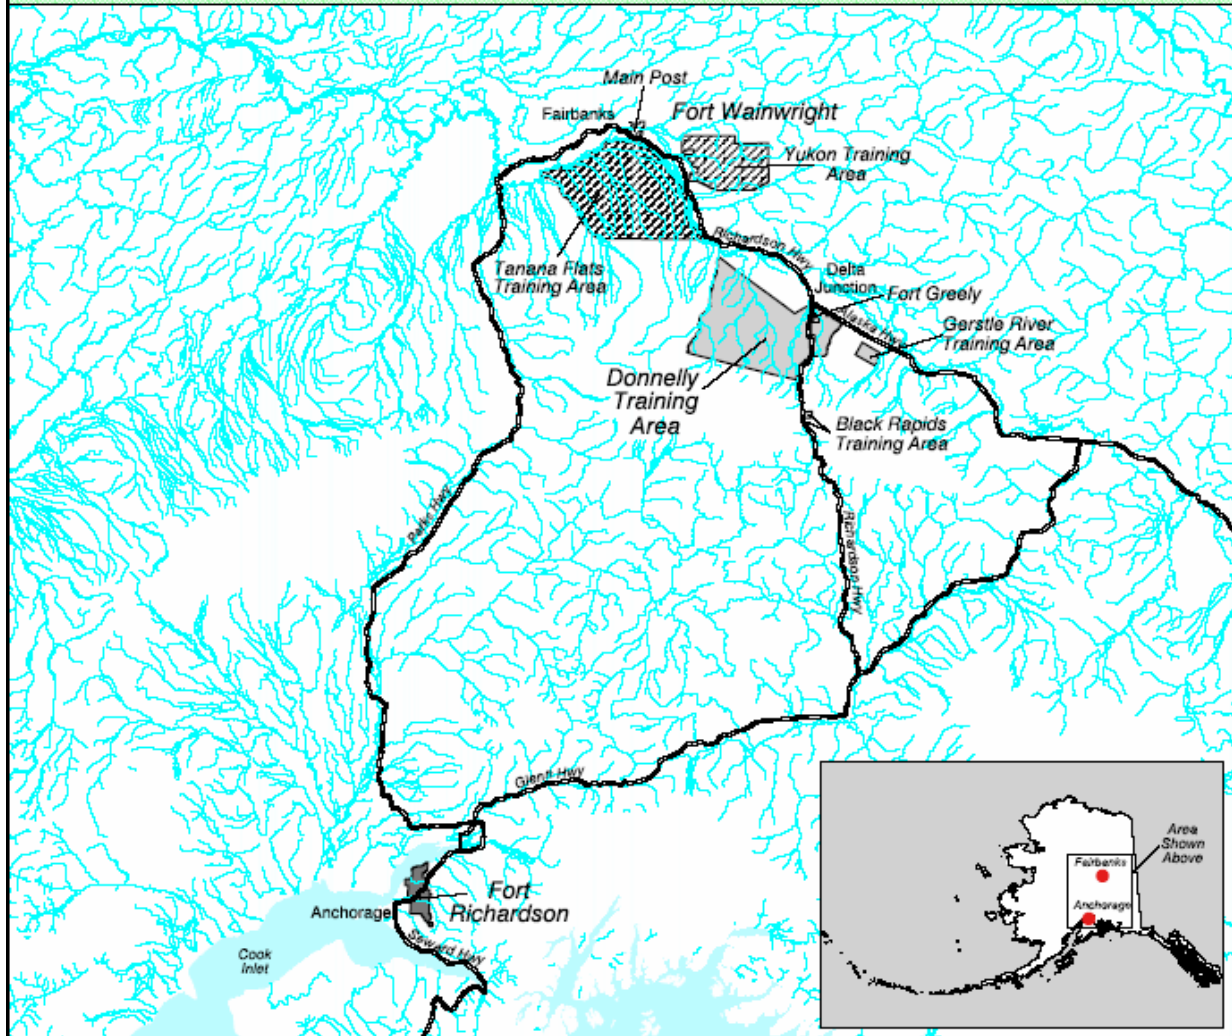 Main Post
Fairbanks
Fort Wainwright
Yukon Training
Area
Tanana Flats
Training Area
Richardson Hwy
Delta
Junction
Fort Greely
Alaska Hwy
Gerstle River
Training Area
Donnelly
Training
Area
Black Rapids
Training Area
Parks Hwy
Richardson Hwy
Glenn Hwy
Fort
Richardson
Anchorage
Seward Hwy
Cook
Inlet
Area
Shown
Above
Fairbanks
Anchorage